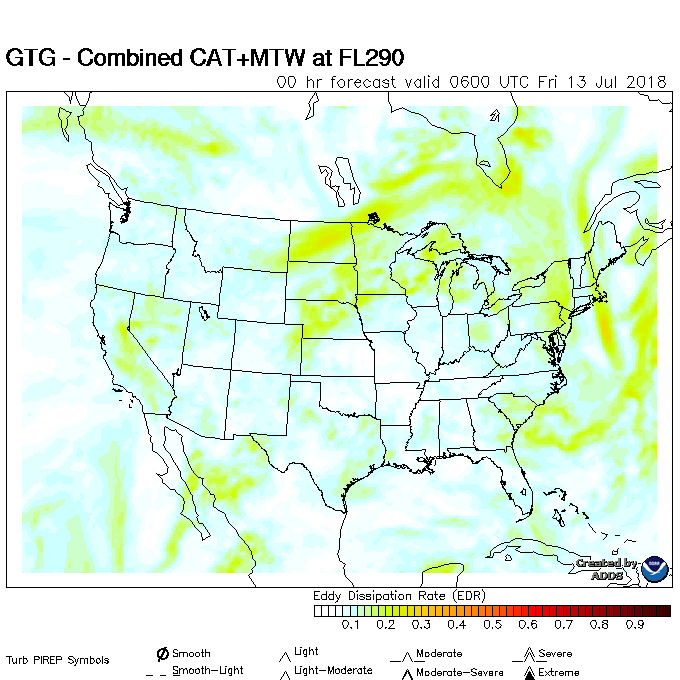 GTG - Combined CAT+MTW at FL290
00 hr forecast valid 0600 UTC Fri 13 Jul 2018
Created by
ADDS
Eddy Dissipation Rate (EDR)
0.1 0.2 0.3 0.4 0.5 0.6 0.7 0.8 0.9
Turb PIREP Symbols
Smooth Light Moderate Severe
Smooth-Light Light-Moderate Moderate-Severe Extreme